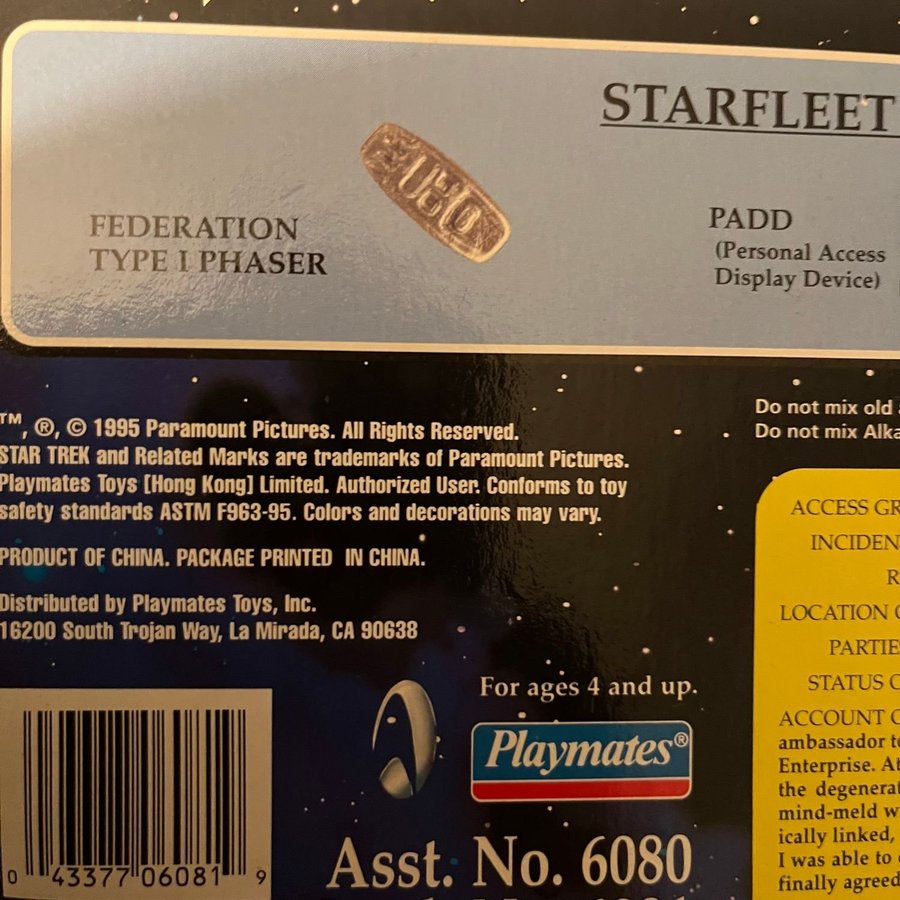 STARFLEET
FEDERATION
TYPE I PHASER
PADD
(Personal Access
Display Device)
™, ®, © 1995 Paramount Pictures. All Rights Reserved.
STAR TREK and Related Marks are trademarks of Paramount Pictures.
Playmates Toys [Hong Kong] Limited. Authorized User. Conforms to toy
safety standards ASTM F963-95. Colors and decorations may vary.
PRODUCT OF CHINA. PACKAGE PRINTED IN CHINA.
Distributed by Playmates Toys, Inc.
16200 South Trojan Way, La Mirada, CA 90638
Do not mix old
Do not mix Alka
For ages 4 and up.
Playmates®
Asst. No. 6080
0 43377 06081 9
ACCESS GR
INCIDEN
R
LOCATION
PARTIE
STATUS
ACCOUNT
ambassador t
Enterprise. At
the degenerat
mind-meld w
ically linked,
I was able to
finally agreed